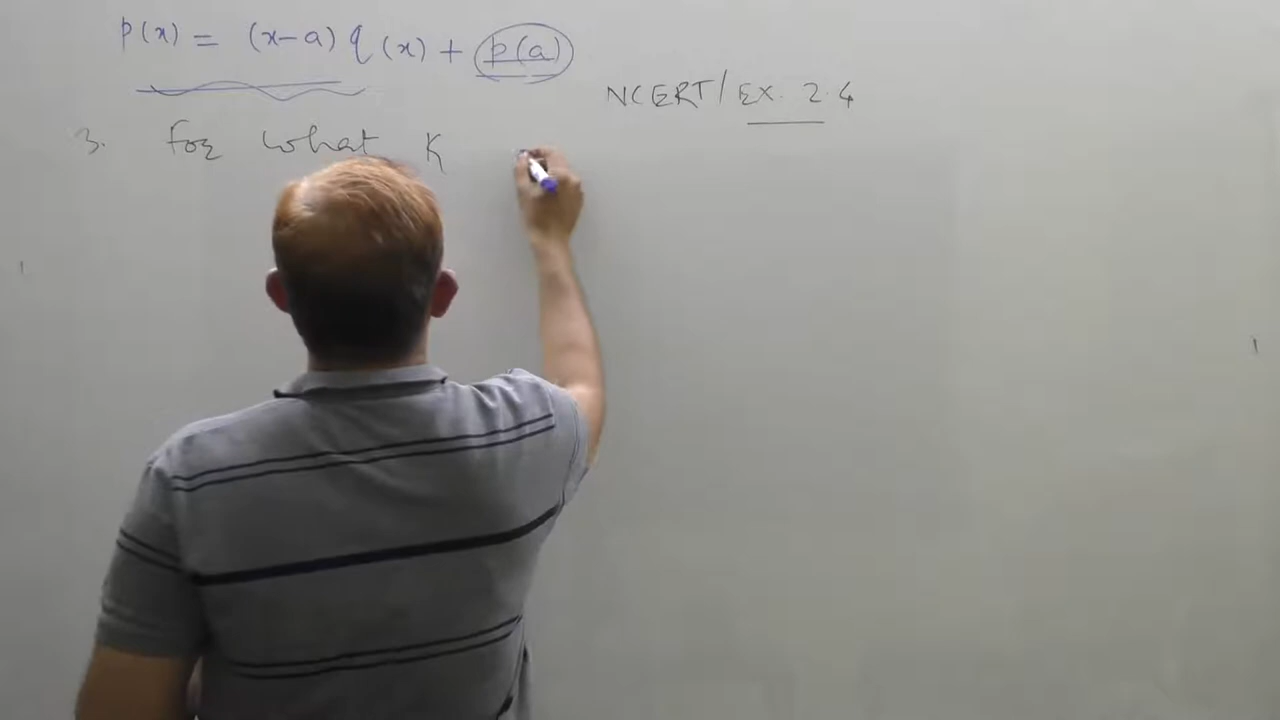 p(x) = (x-a) q(x) + p(a)
NCERT/EX. 2.4
3. For what K